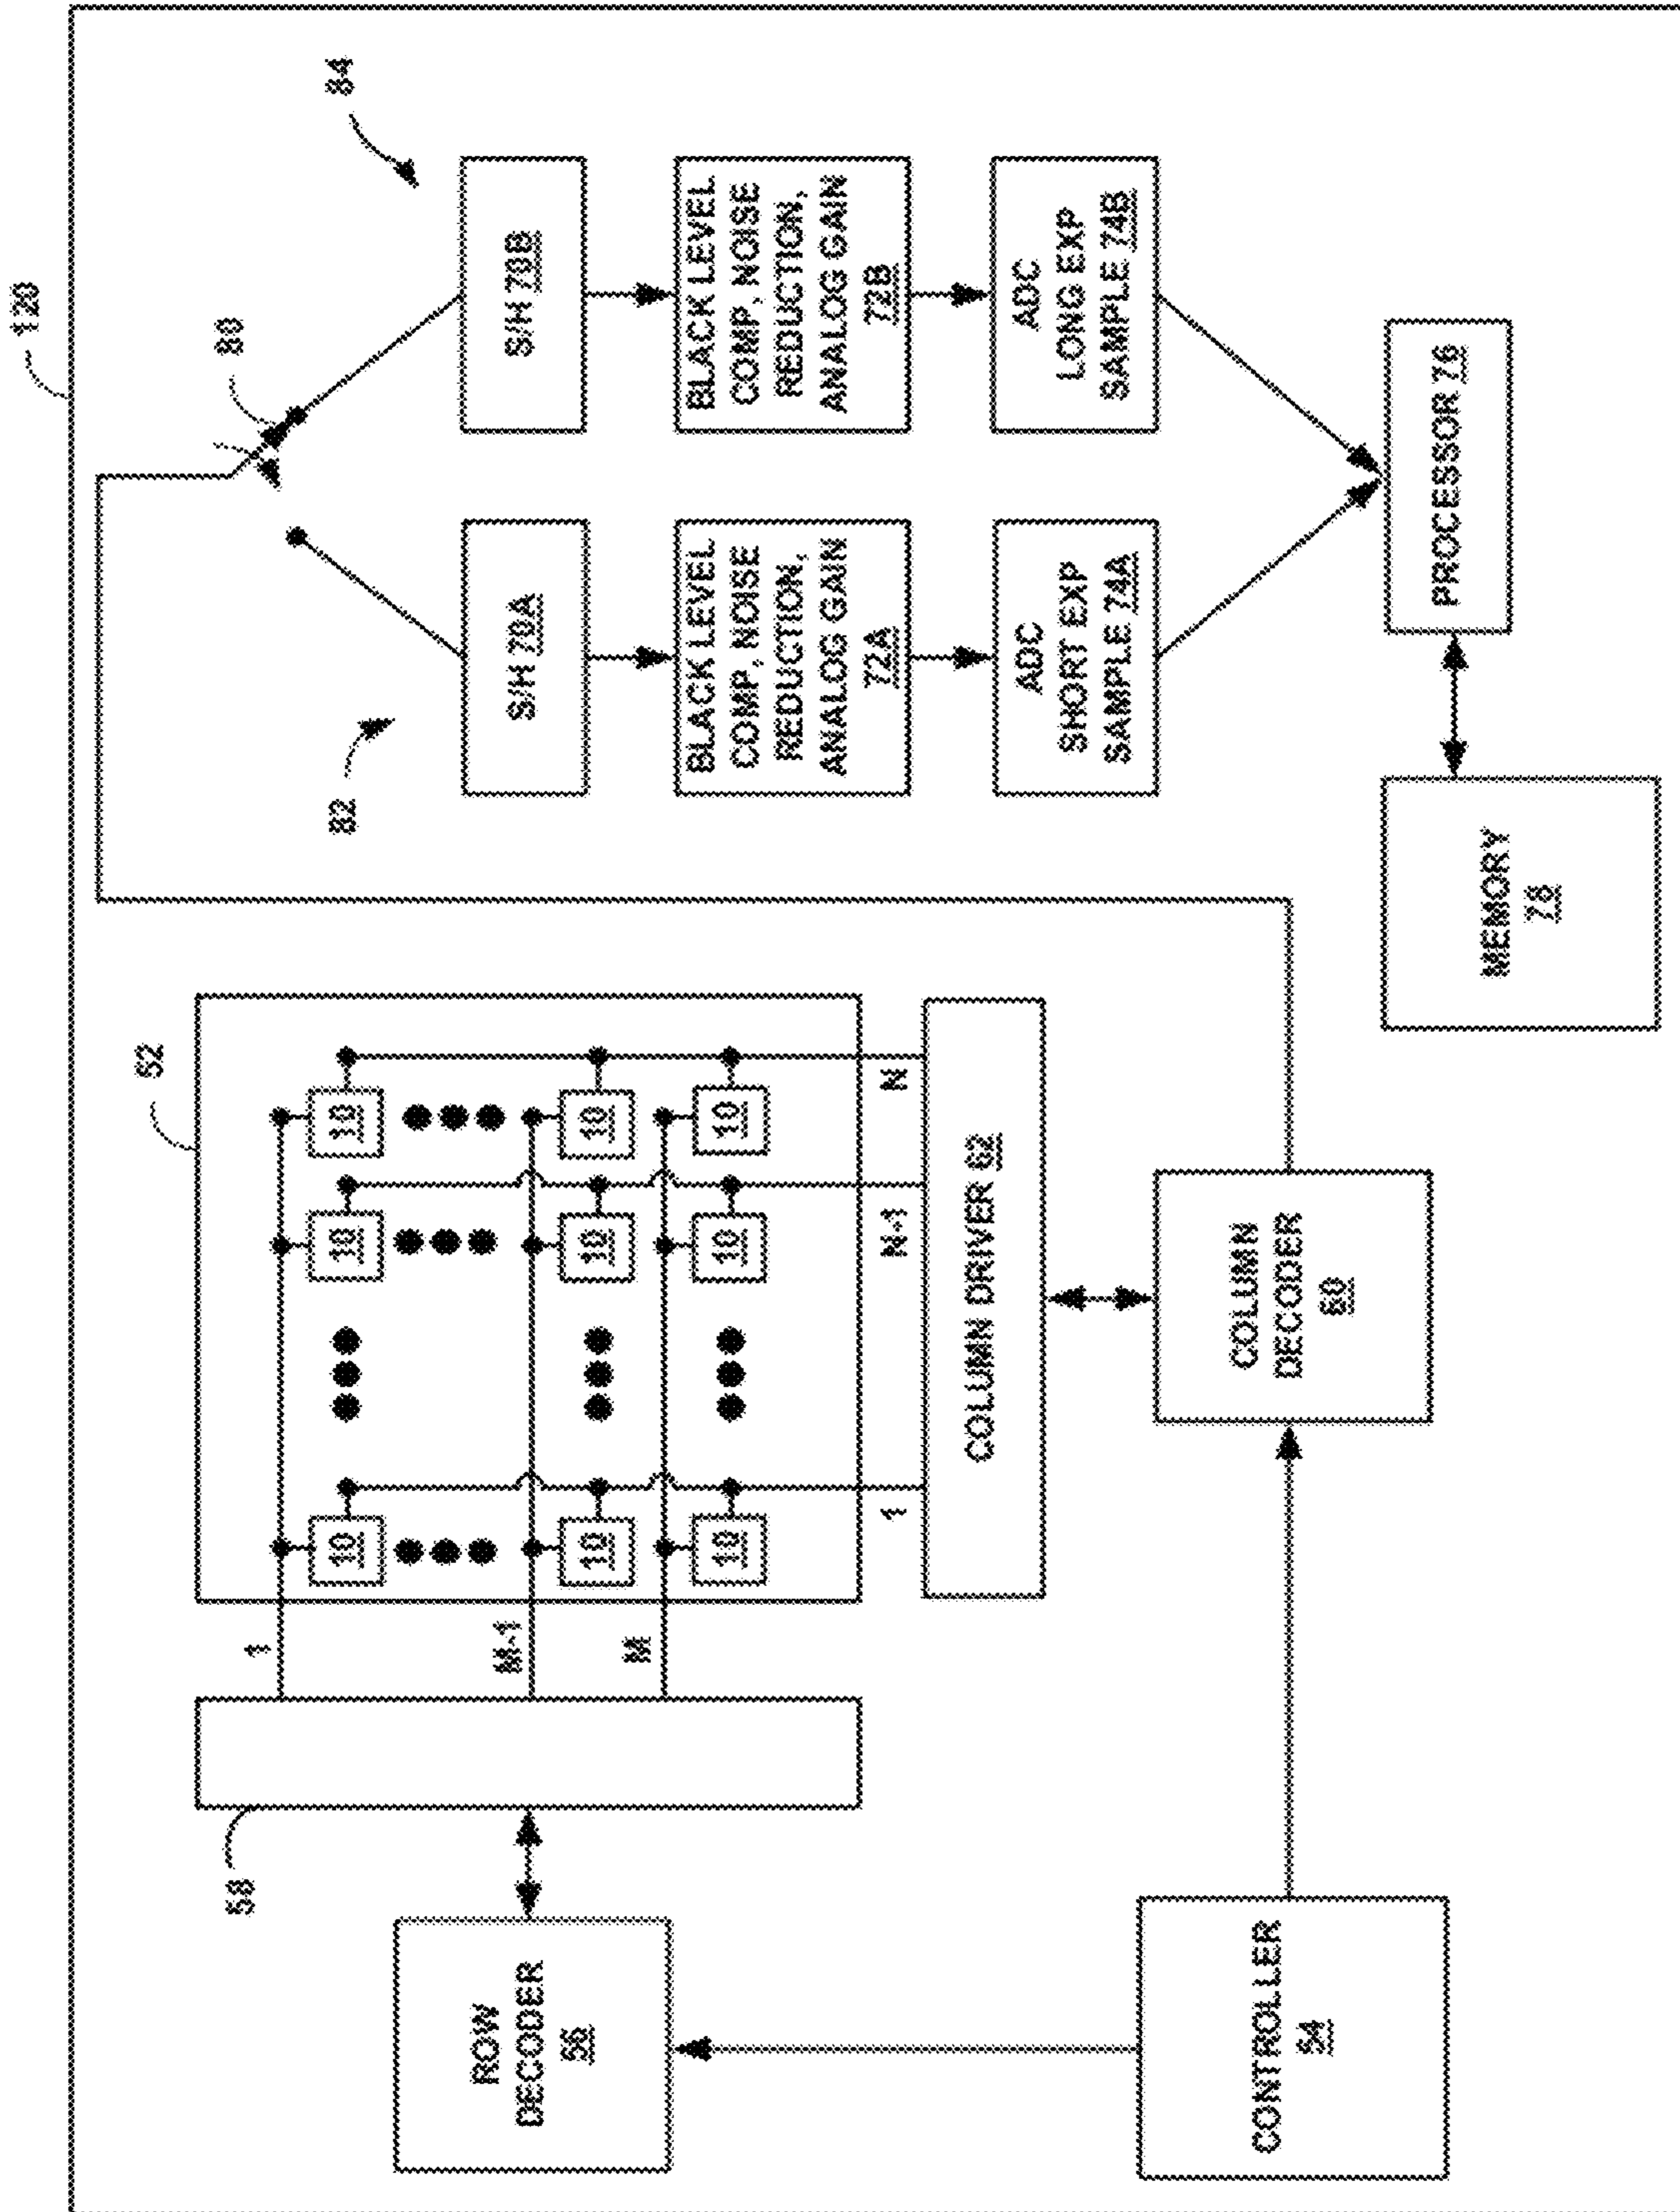 120
52
58
1
M-1
M
10
10
10
10
10
10
10
10
10
1
N-1
N
ROW
DECODER
56
COLUMN DRIVER 62
CONTROLLER
54
COLUMN
DECODER
60
80
82
84
S/H 70A
BLACK LEVEL
COMP, NOISE
REDUCTION,
ANALOG GAIN
72A
ADC
SHORT EXP
SAMPLE 74A
S/H 70B
BLACK LEVEL
COMP, NOISE
REDUCTION,
ANALOG GAIN
72B
ADC
LONG EXP
SAMPLE 74B
PROCESSOR 76
MEMORY
78